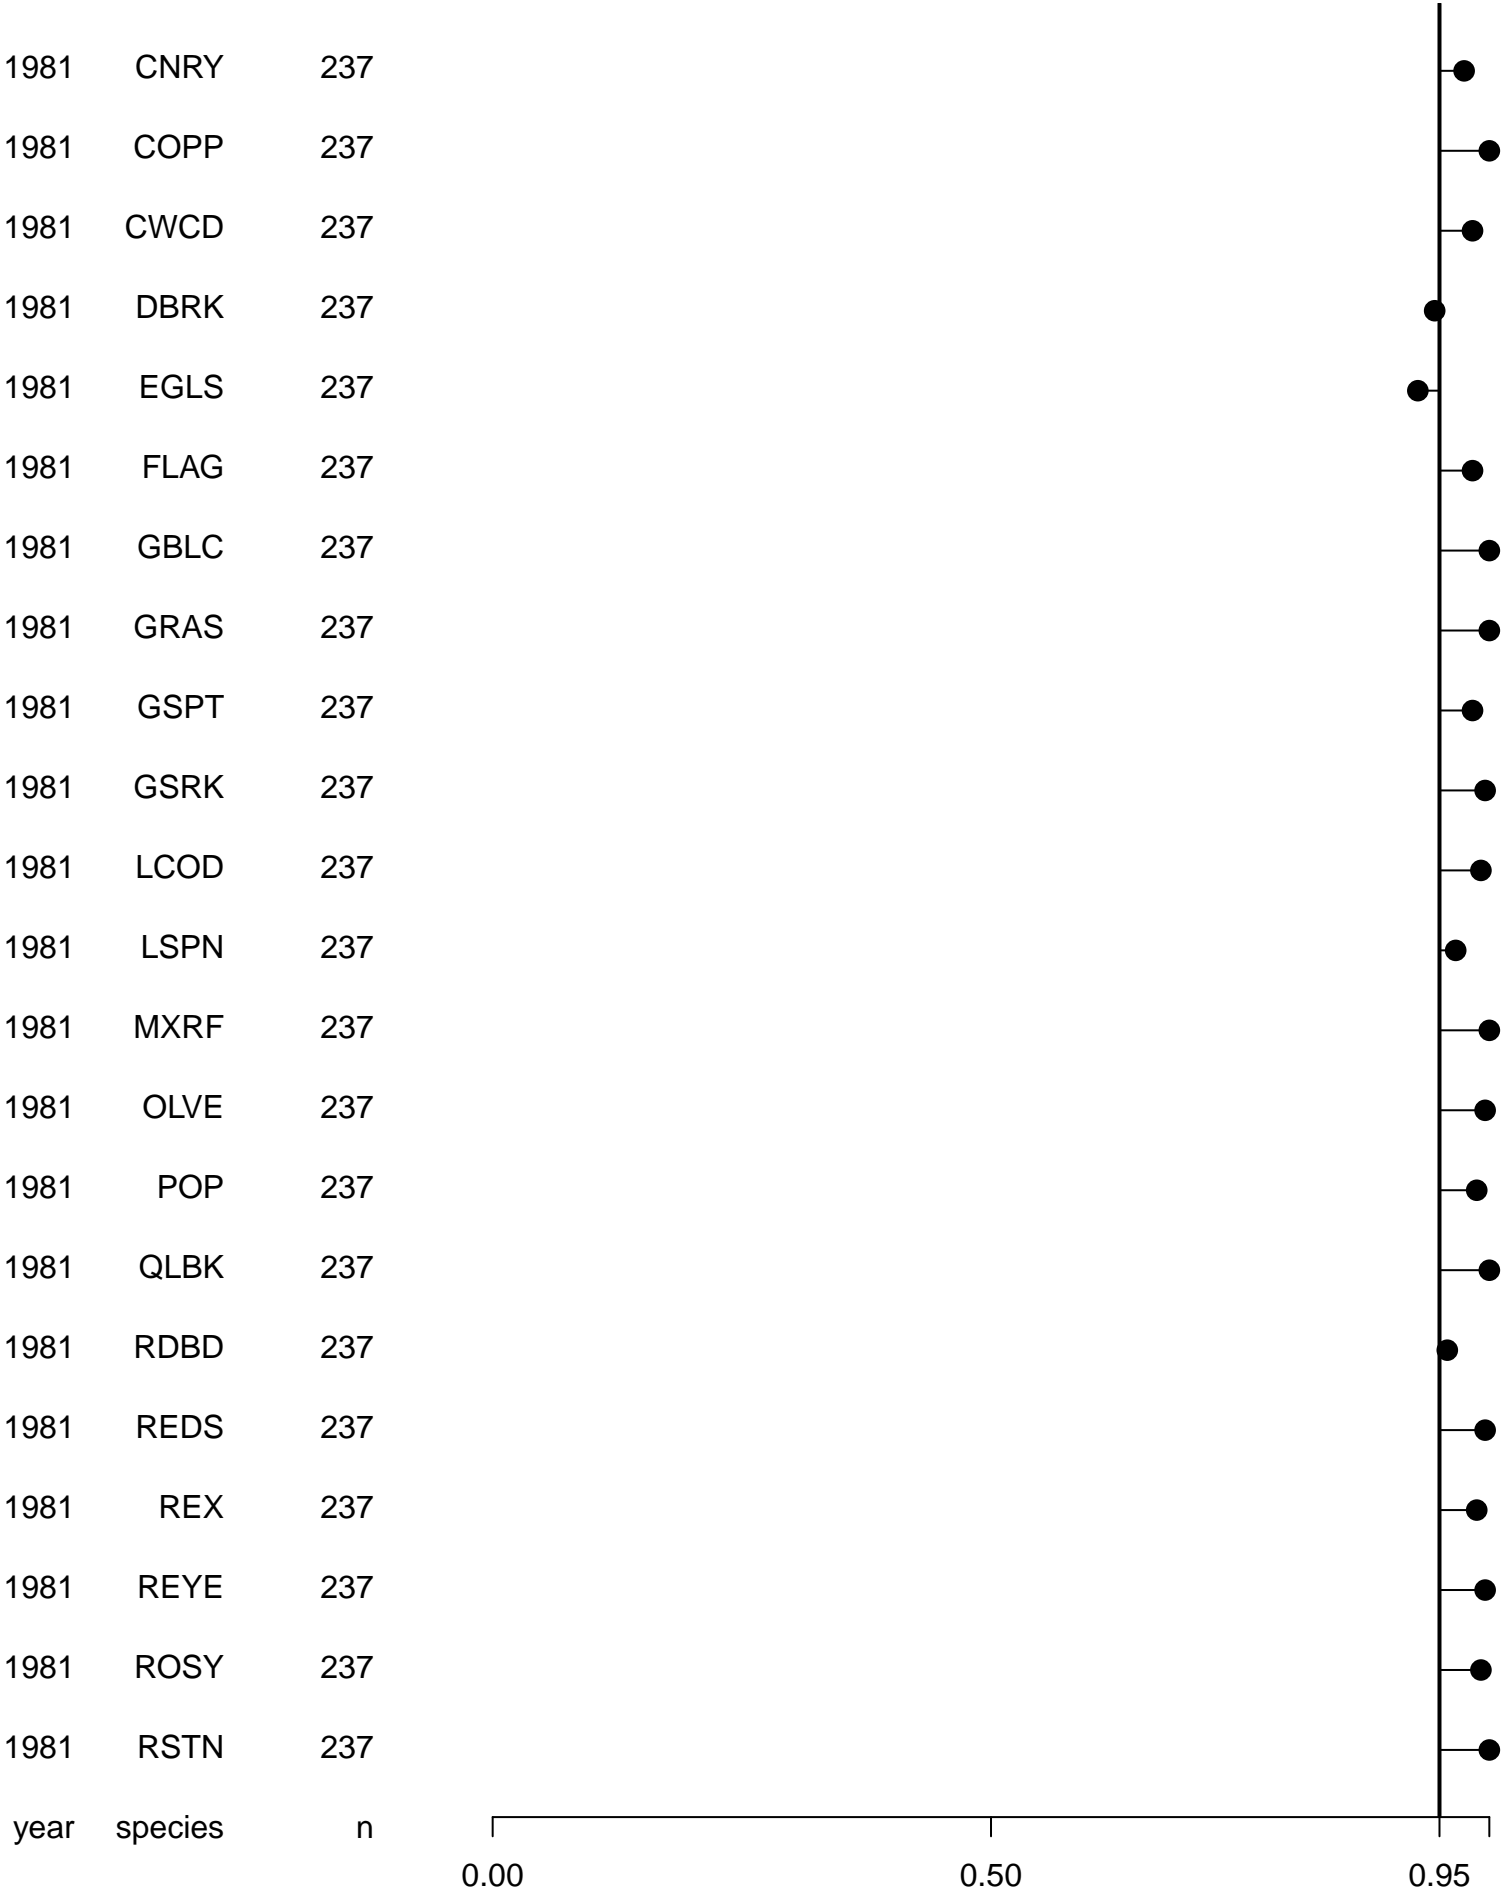 1981 CNRY 237
1981 COPP 237
1981 CWCD 237
1981 DBRK 237
1981 EGLS 237
1981 FLAG 237
1981 GBLC 237
1981 GRAS 237
1981 GSPT 237
1981 GSRK 237
1981 LCOD 237
1981 LSPN 237
1981 MXRF 237
1981 OLVE 237
1981 POP 237
1981 QLBK 237
1981 RDBD 237
1981 REDS 237
1981 REX 237
1981 REYE 237
1981 ROSY 237
1981 RSTN 237
year species n
0.00 0.50 0.95